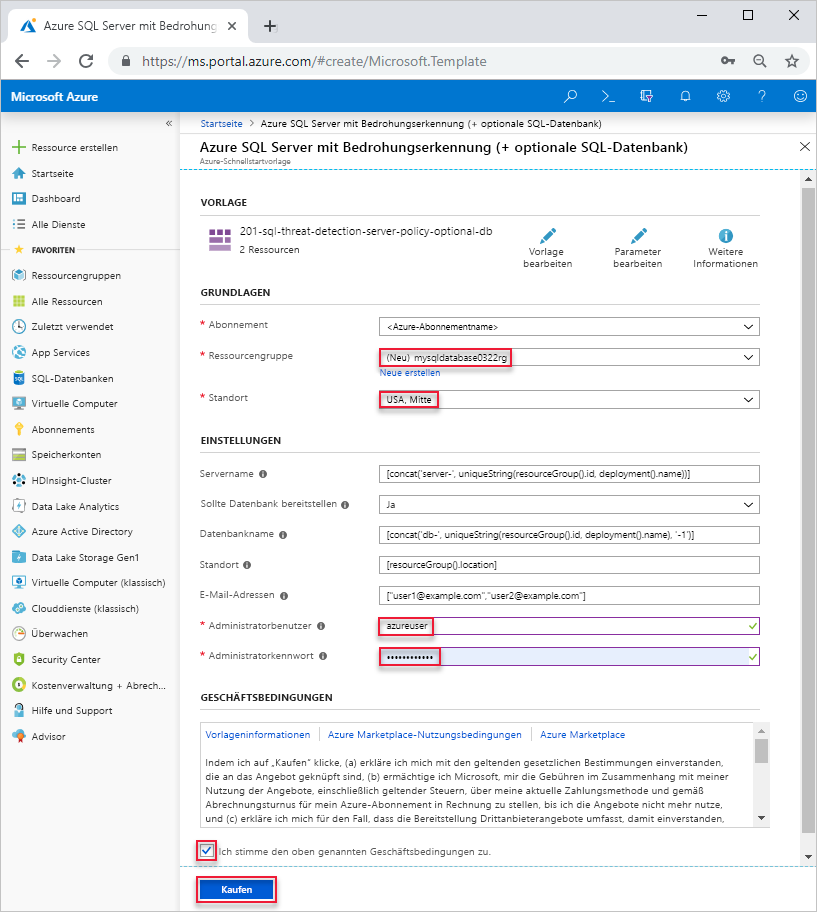 Azure SQL Server mit Bedrohung
https://ms.portal.azure.com/#create/Microsoft.Template
Microsoft Azure
Startseite > Azure SQL Server mit Bedrohungserkennung (+ optionale SQL-Datenbank)
Azure SQL Server mit Bedrohungserkennung (+ optionale SQL-Datenbank)
Azure-Schnellstartvorlage
Ressource erstellen
Startseite
Dashboard
Alle Dienste
FAVORITEN
Ressourcengruppen
Alle Ressourcen
Zuletzt verwendet
App Services
SQL-Datenbanken
Virtuelle Computer
Abonnements
Speicherkonten
HDInsight-Cluster
Data Lake Analytics
Azure Active Directory
Data Lake Storage Gen1
Virtuelle Computer (klassisch)
Clouddienste (klassisch)
Überwachen
Security Center
Kostenverwaltung + Abrech...
Hilfe und Support
Advisor
VORLAGE
201-sql-threat-detection-server-policy-optional-db
2 Ressourcen
Vorlage bearbeiten
Parameter bearbeiten
Weitere Informationen
GRUNDLAGEN
* Abonnement
<Azure-Abonnementname>
* Ressourcengruppe
(Neu) mysqldatabase0322rg
Neue erstellen
* Standort
USA, Mitte
EINSTELLUNGEN
Servername
[concat('server-', uniqueString(resourceGroup().id, deployment().name))]
Sollte Datenbank bereitstellen
Ja
Datenbankname
[concat('db-', uniqueString(resourceGroup().id, deployment().name), '-1')]
Standort
[resourceGroup().location]
E-Mail-Adressen
["user1@example.com","user2@example.com"]
* Administratorbenutzer
azureuser
* Administratorkennwort
••••••••••••
GESCHÄFTSBEDINGUNGEN
Vorlageninformationen | Azure Marketplace-Nutzungsbedingungen | Azure Marketplace
Indem ich auf „Kaufen“ klicke, (a) erkläre ich mich mit den geltenden gesetzlichen Bestimmungen einverstanden,
die an das Angebot geknüpft sind, (b) ermächtige ich Microsoft, mir die Gebühren im Zusammenhang mit meiner
Nutzung der Angebote, einschließlich geltender Steuern, über meine aktuelle Zahlungsmethode und gemäß
Abrechnungsturnus für mein Azure-Abonnement in Rechnung zu stellen, bis ich die Angebote nicht mehr nutze,
und (c) erkläre ich mich für den Fall, dass die Bereitstellung Drittanbieterangebote umfasst, damit einverstanden,
Ich stimme den oben genannten Geschäftsbedingungen zu.
Kaufen